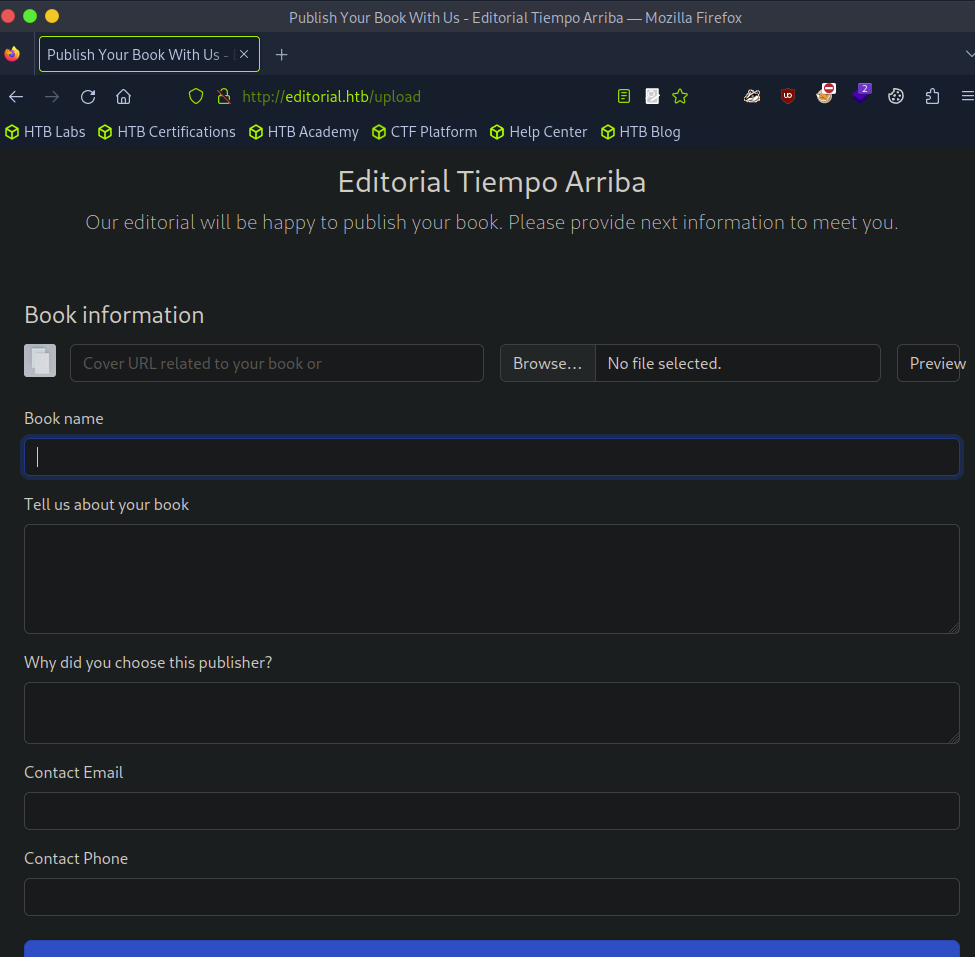 Publish Your Book With Us - Editorial Tiempo Arriba — Mozilla Firefox
Publish Your Book With Us -
http://editorial.htb/upload
2
HTB Labs HTB Certifications HTB Academy CTF Platform Help Center HTB Blog
Editorial Tiempo Arriba
Our editorial will be happy to publish your book. Please provide next information to meet you.
Book information
Cover URL related to your book or Browse... No file selected. Preview
Book name
Tell us about your book
Why did you choose this publisher?
Contact Email
Contact Phone